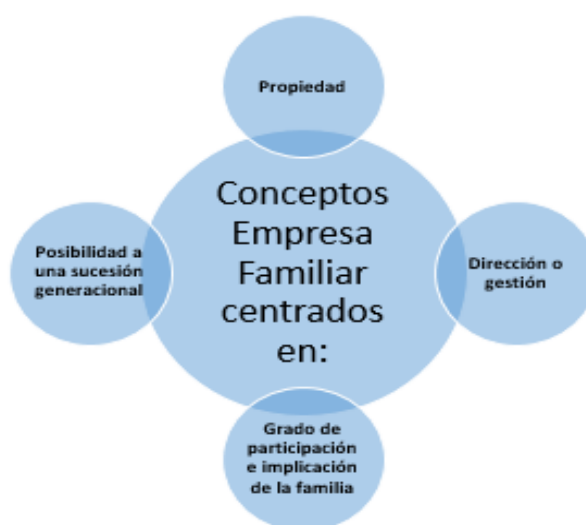 Propiedad
Conceptos
Empresa
Familiar
centrados
en:
Posibilidad a
una sucesión
generacional
Dirección o
gestión
Grado de
participación
e implicación
de la familia